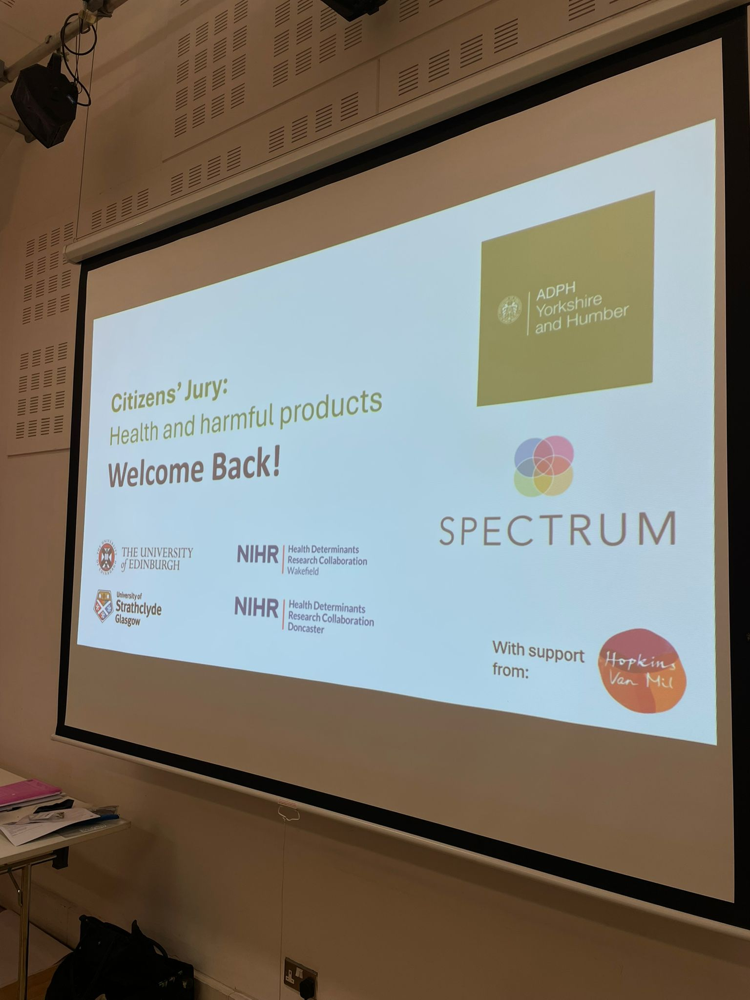 Citizens' Jury:
Health and harmful products
Welcome Back!
ADPH
Yorkshire
and Humber
SPECTRUM
THE UNIVERSITY
of EDINBURGH
University of
Strathclyde
Glasgow
NIHR
Health Determinants
Research Collaboration
Wakefield
NIHR
Health Determinants
Research Collaboration
Doncaster
With support
from:
Hopkins
Van Mil